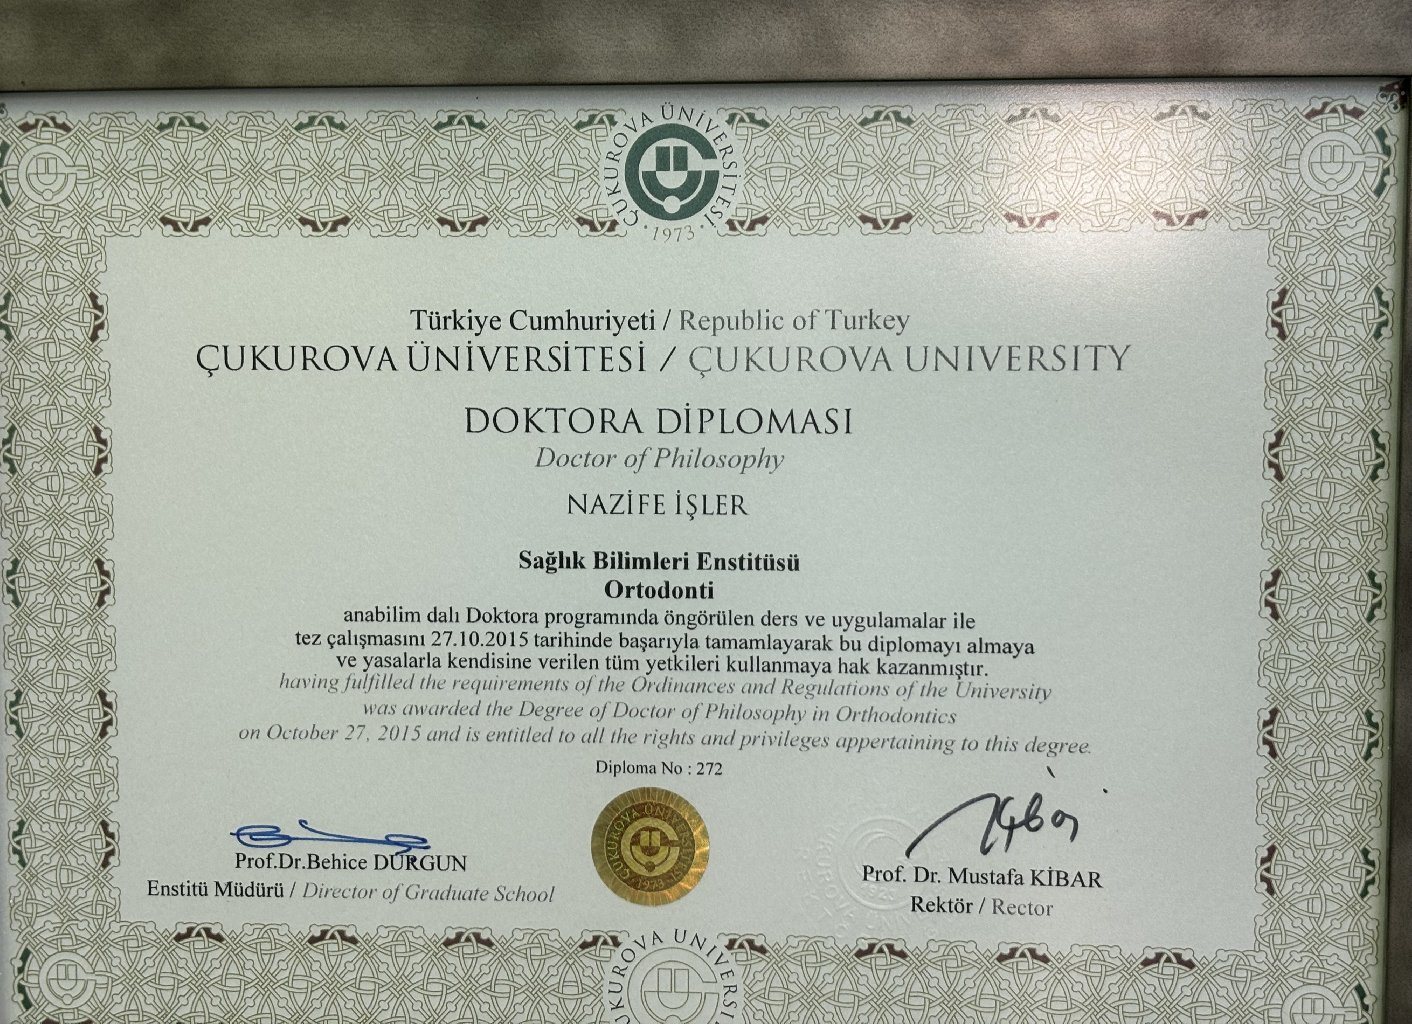 ÇUKUROVA ÜNİVERSİTESİ
• 1973 •
Türkiye Cumhuriyeti / Republic of Turkey
ÇUKUROVA ÜNİVERSİTESİ / ÇUKUROVA UNIVERSITY
DOKTORA DİPLOMASI
Doctor of Philosophy
NAZİFE İŞLER
Sağlık Bilimleri Enstitüsü
Ortodonti
anabilim dalı Doktora programında öngörülen ders ve uygulamalar ile
tez çalışmasını 27.10.2015 tarihinde başarıyla tamamlayarak bu diplomayı almaya
ve yasalarla kendisine verilen tüm yetkileri kullanmaya hak kazanmıştır.
having fulfilled the requirements of the Ordinances and Regulations of the University
was awarded the Degree of Doctor of Philosophy in Orthodontics
on October 27, 2015 and is entitled to all the rights and privileges appertaining to this degree.
Diploma No : 272
ÇUKUROVA ÜNİVERSİTESİ
1973
Prof.Dr.Behice DURGUN
Enstitü Müdürü / Director of Graduate School
Prof. Dr. Mustafa KİBAR
Rektör / Rector
UKUROVA ÜNİVERS